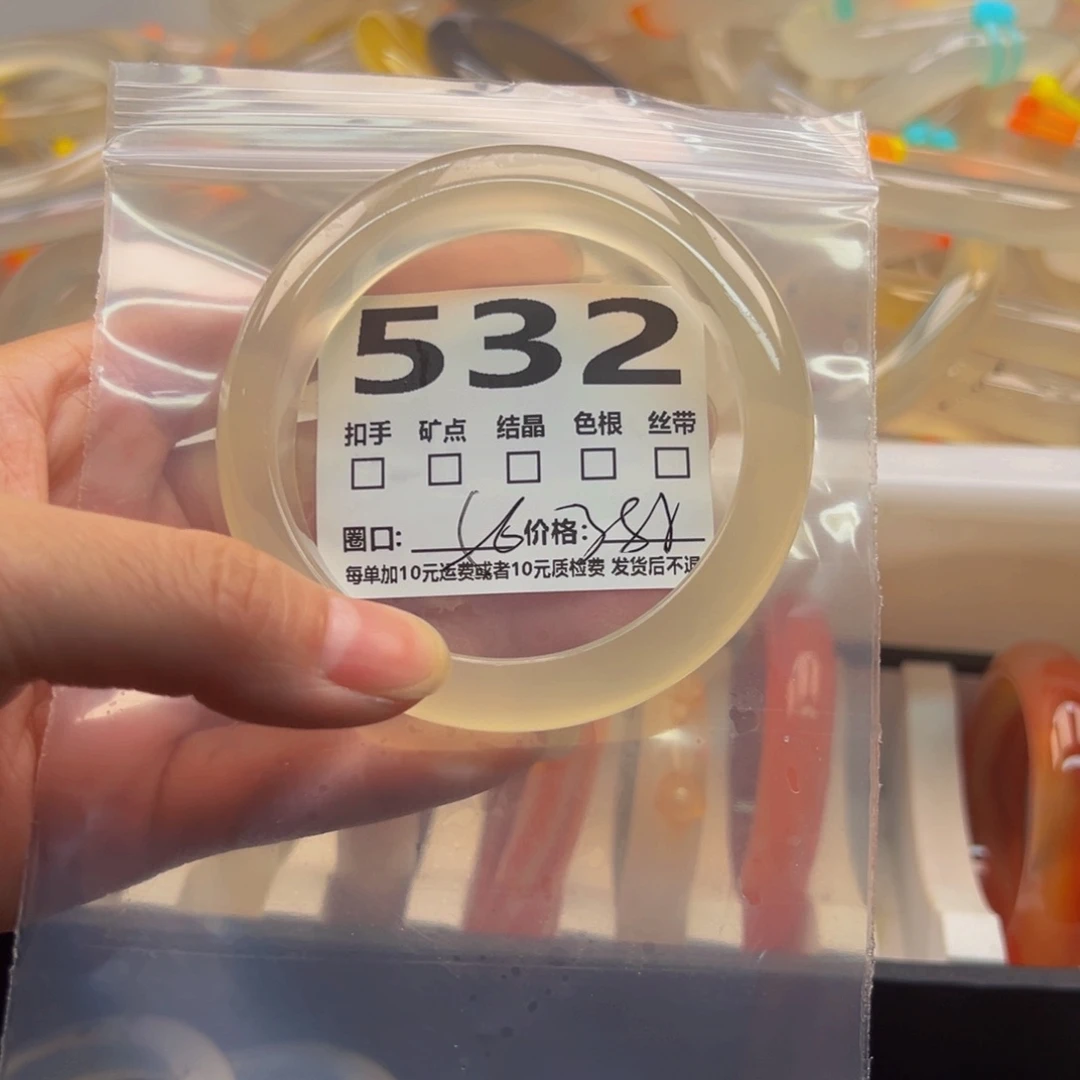 532
扣手 矿点 结晶 色根 丝带
圈口: 价格:
每单加10元运费或者10元质检费 发货后不退